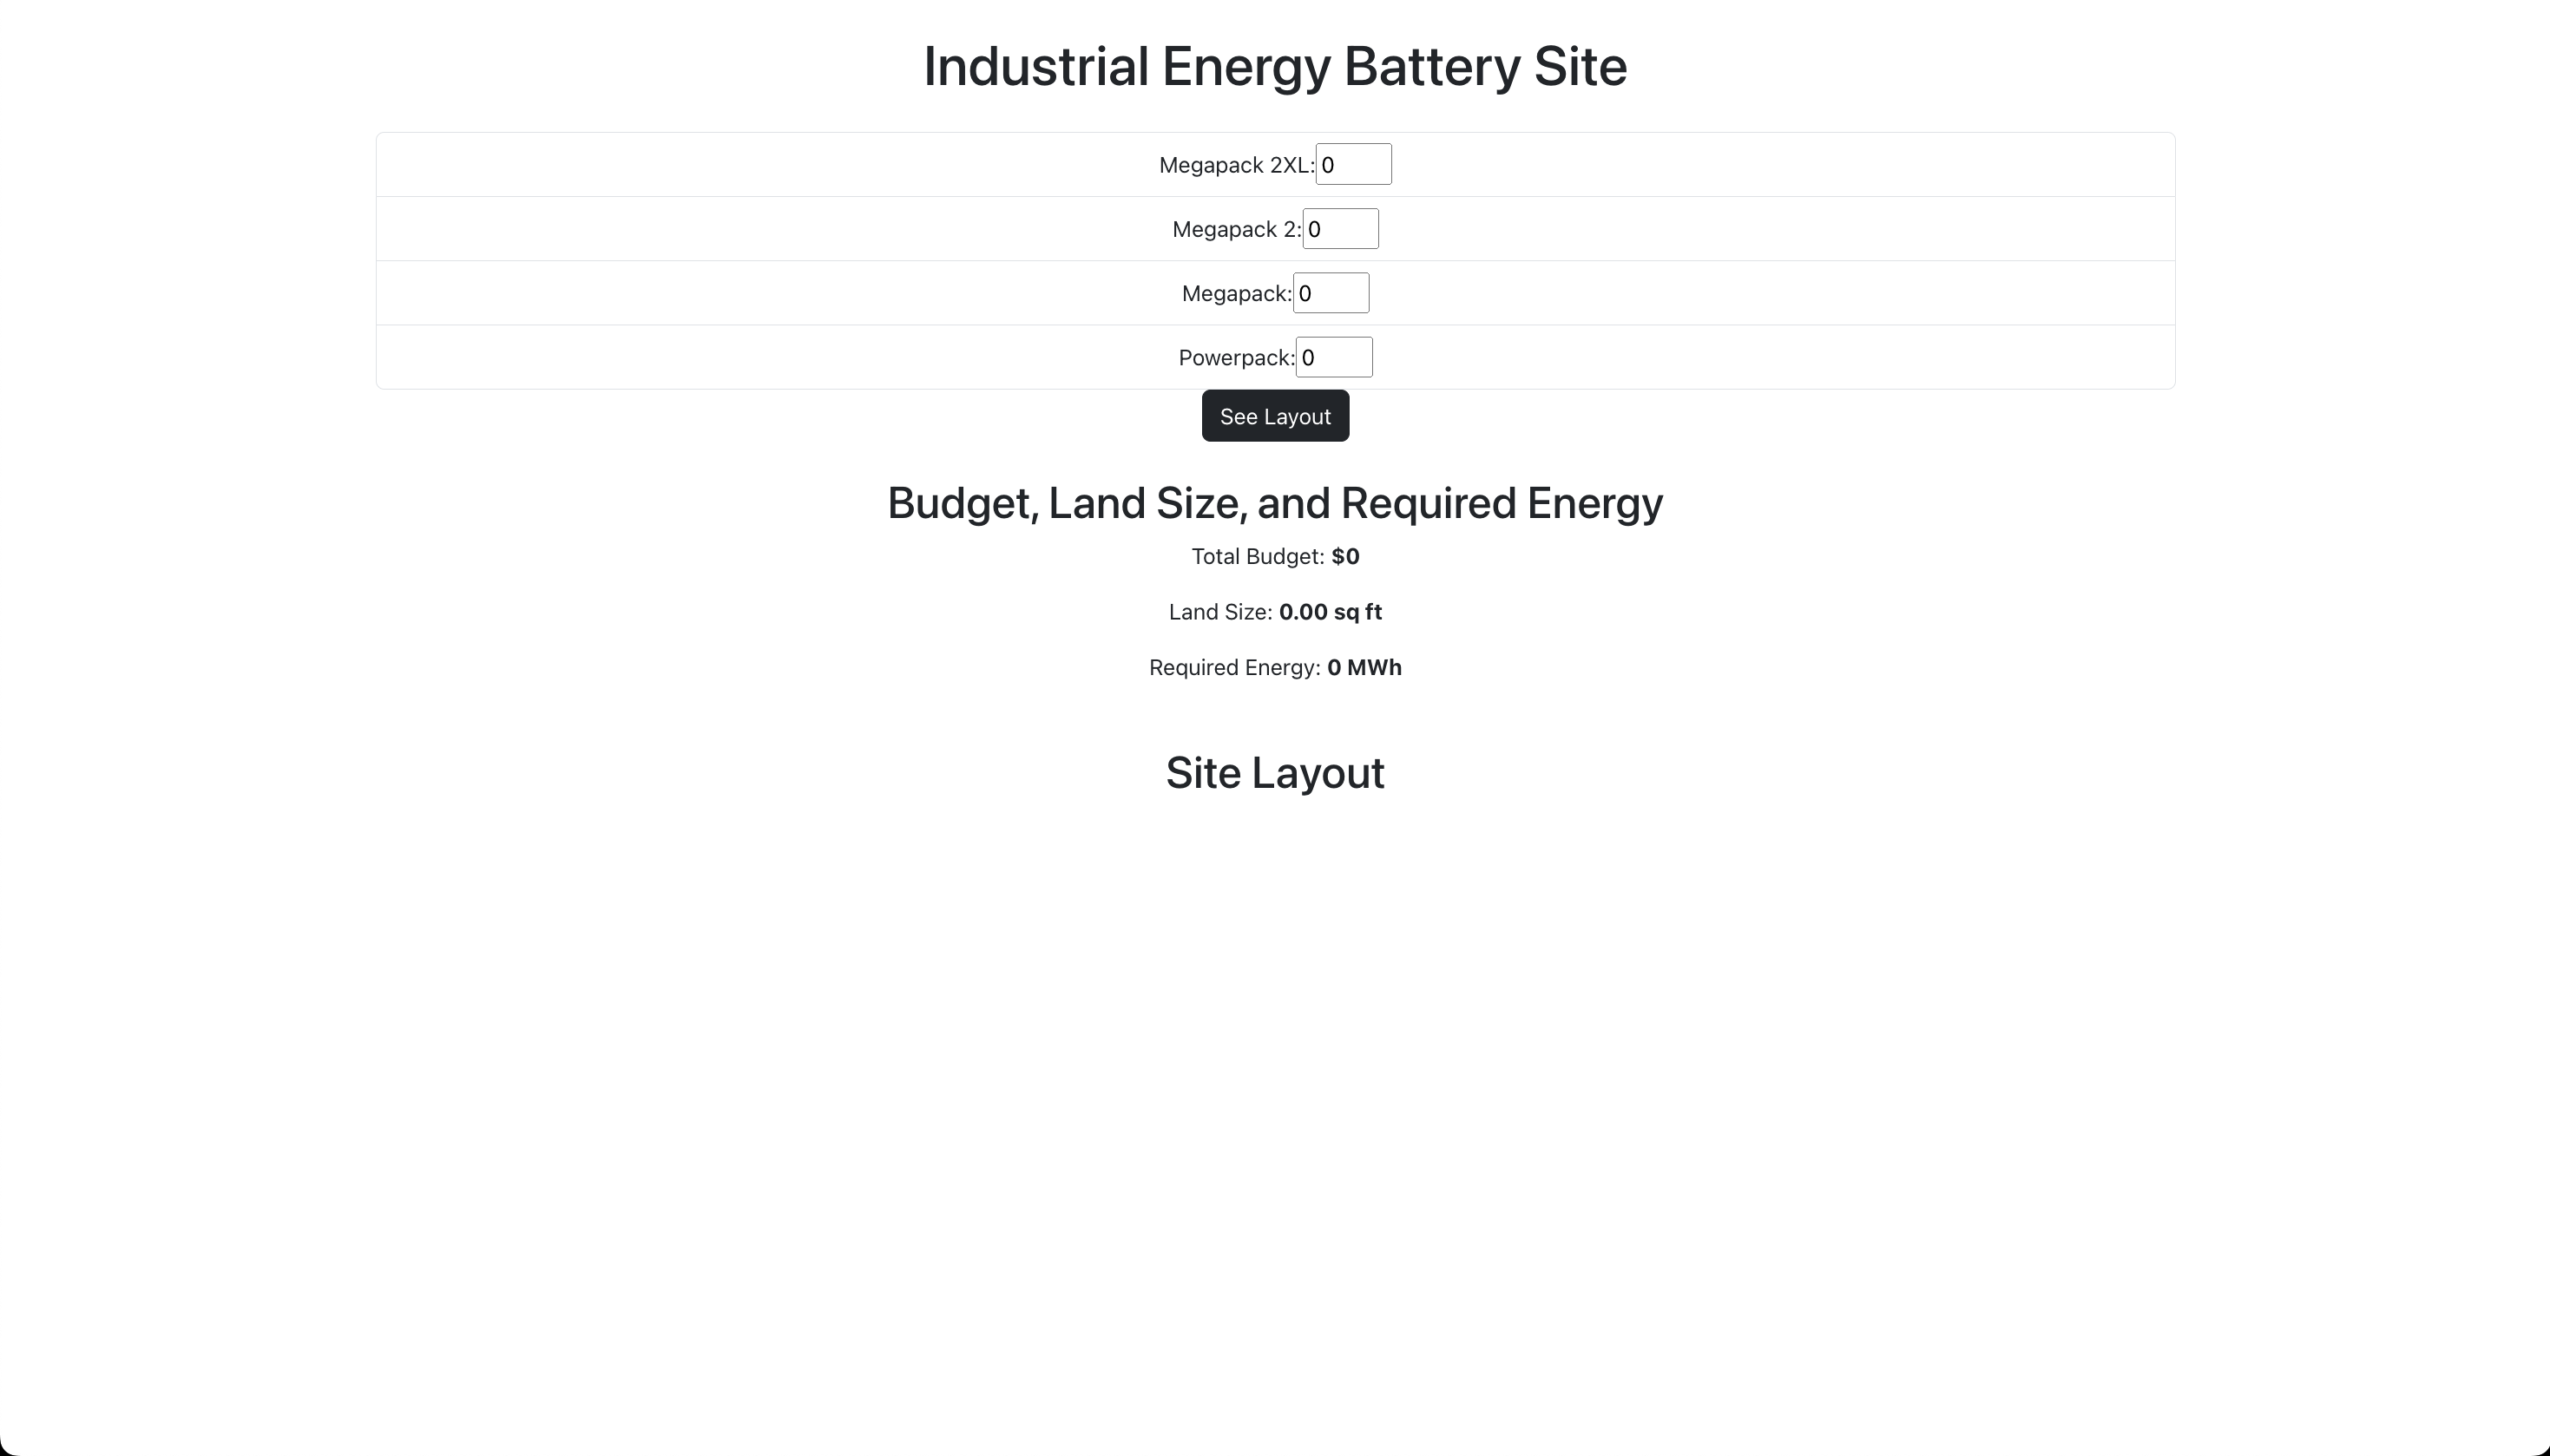 Industrial Energy Battery Site
Megapack 2XL: 0
Megapack 2: 0
Megapack: 0
Powerpack: 0
See Layout
Budget, Land Size, and Required Energy
Total Budget: $0
Land Size: 0.00 sq ft
Required Energy: 0 MWh
Site Layout